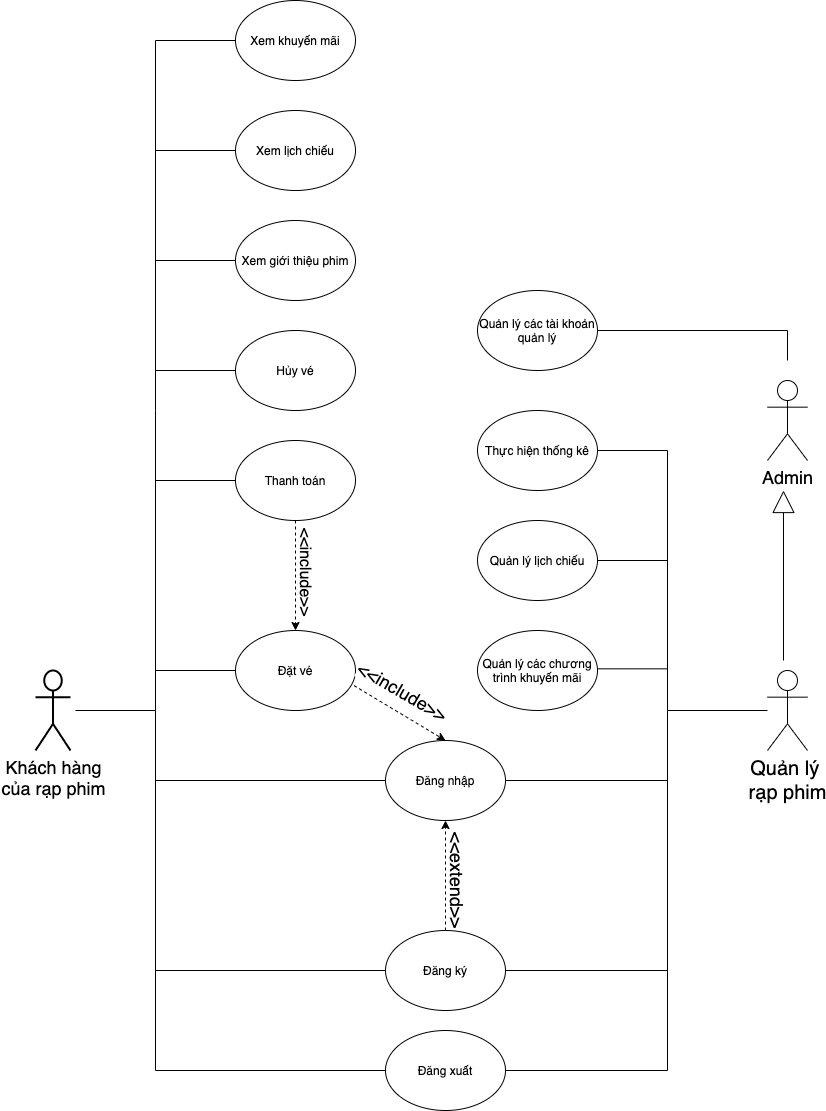 Xem khuyến mãi
Xem lịch chiếu
Xem giới thiệu phim
Hủy vé
Thanh toán
<<include>>
Đặt vé
<<include>>
Khách hàng
của rạp phim
Đăng nhập
<<extend>>
Đăng ký
Đăng xuất
Quản lý các tài khoản
quản lý
Thực hiện thống kê
Quản lý lịch chiếu
Quản lý các chương
trình khuyến mãi
Admin
Quản lý
rạp phim